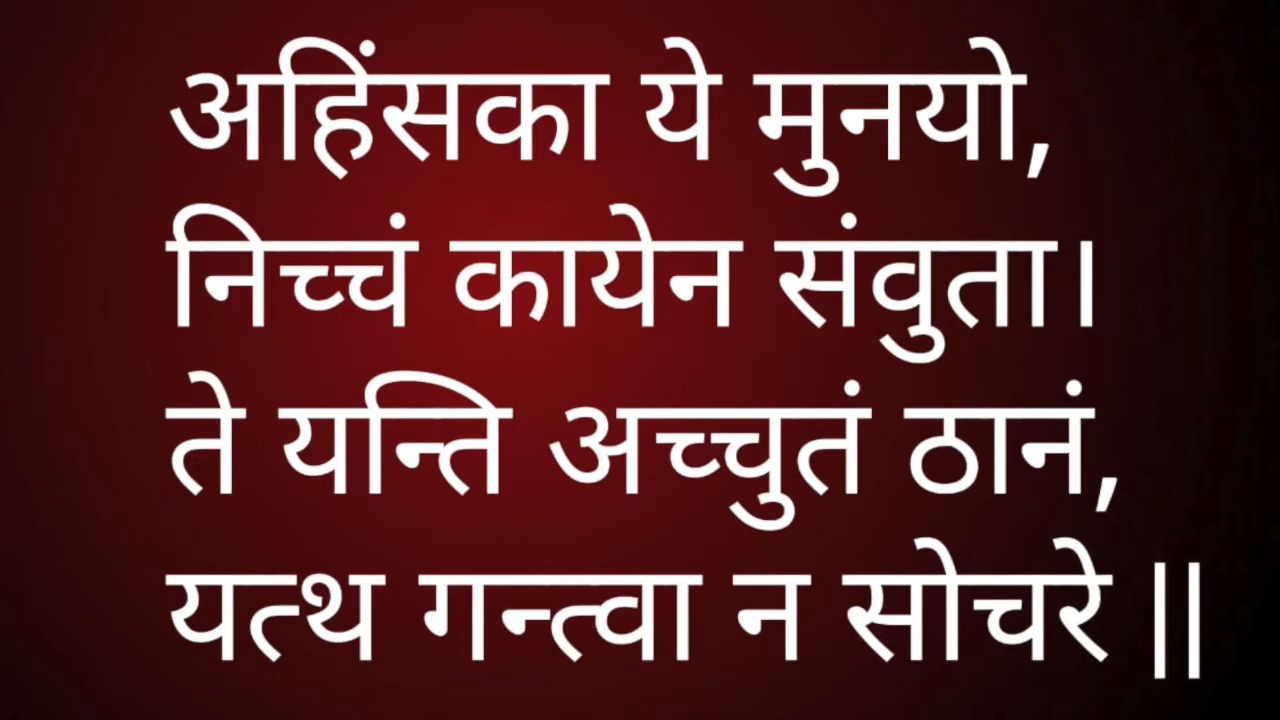 अहिंसका ये मुनयो,
निच्चं कायेन संवुता।
ते यन्ति अच्चुतं ठानं,
यत्थ गन्त्वा न सोचरे ||